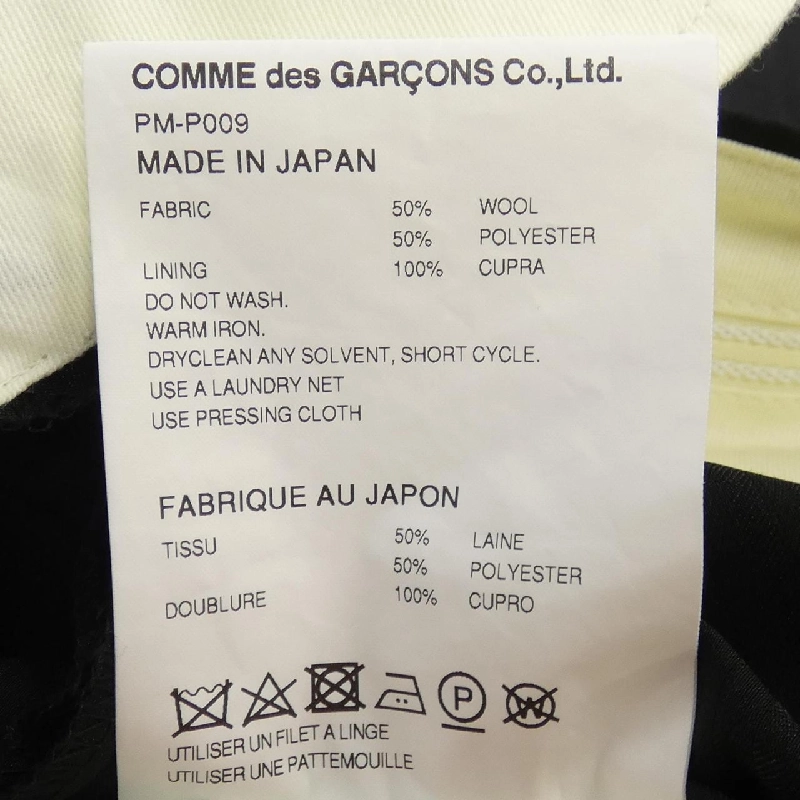 COMME des GARÇONS Co.,Ltd.
PM-P009
MADE IN JAPAN
FABRIC 50% WOOL
50% POLYESTER
LINING 100% CUPRA
DO NOT WASH.
WARM IRON.
DRYCLEAN ANY SOLVENT, SHORT CYCLE.
USE A LAUNDRY NET
USE PRESSING CLOTH
FABRIQUE AU JAPON
TISSU 50% LAINE
50% POLYESTER
DOUBLURE 100% CUPRO
P W
UTILISER UN FILET A LINGE
UTILISER UNE PATTEMOUILLE